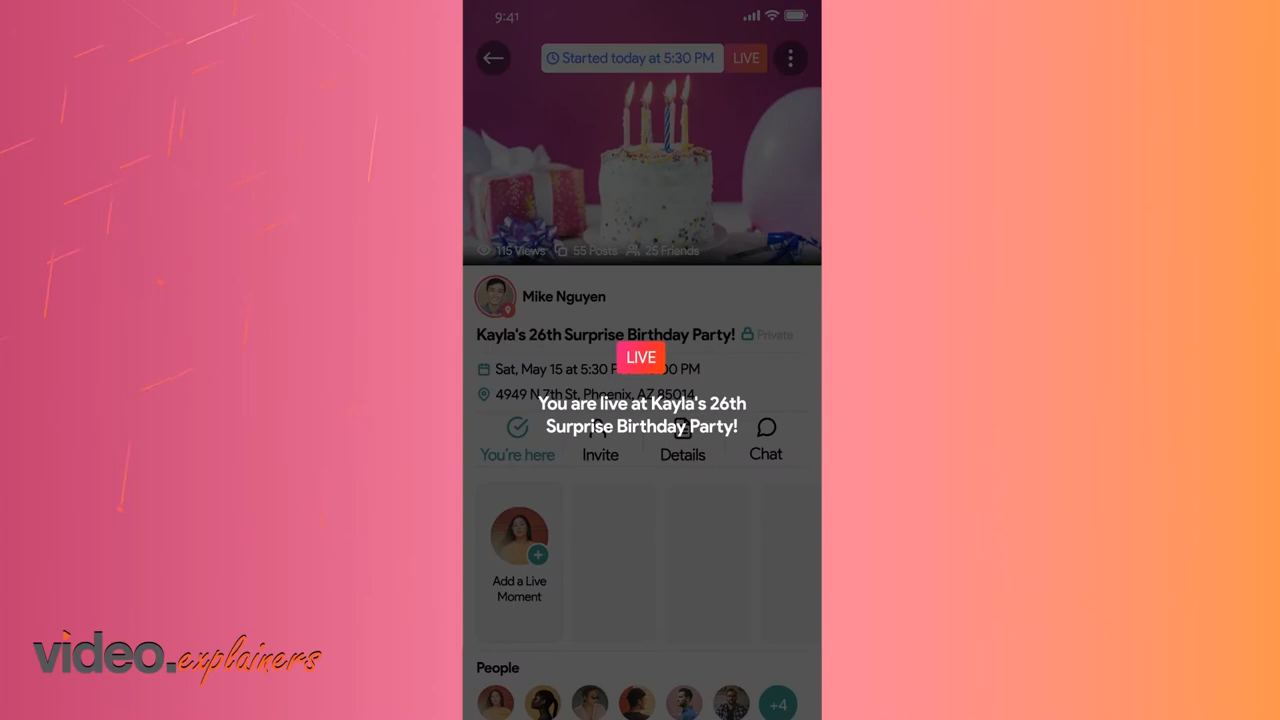 9:41
Started today at 5:30 PM LIVE
115 Views 55 Posts 25 Friends
Mike Nguyen
Kayla's 26th Surprise Birthday Party! Private
LIVE
Sat, May 15 at 5:30 PM
4949 N 7th St, Phoenix, AZ 85014
You are live at Kayla's 26th
Surprise Birthday Party!
You're here Invite Details Chat
Add a Live
Moment
People
+4
video.explainers